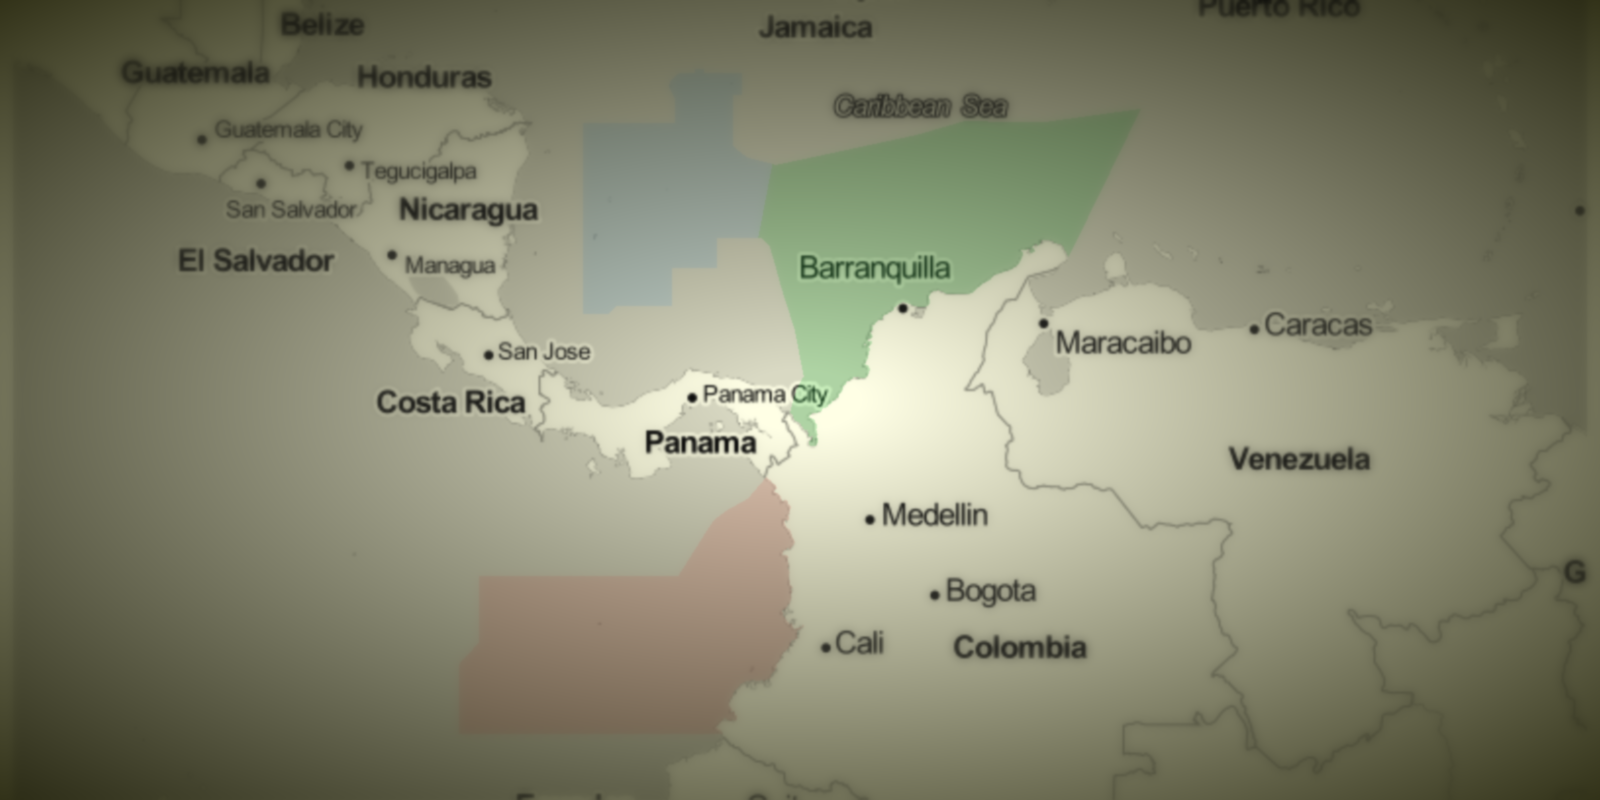 Belize
Jamaica
Puerto Rico
Guatemala
Honduras
Caribbean Sea
Guatemala City
Tegucigalpa
San Salvador
Nicaragua
El Salvador
Managua
Barranquilla
San Jose
Maracaibo
Caracas
Costa Rica
Panama City
Panama
Venezuela
Medellin
G
Bogota
Cali
Colombia